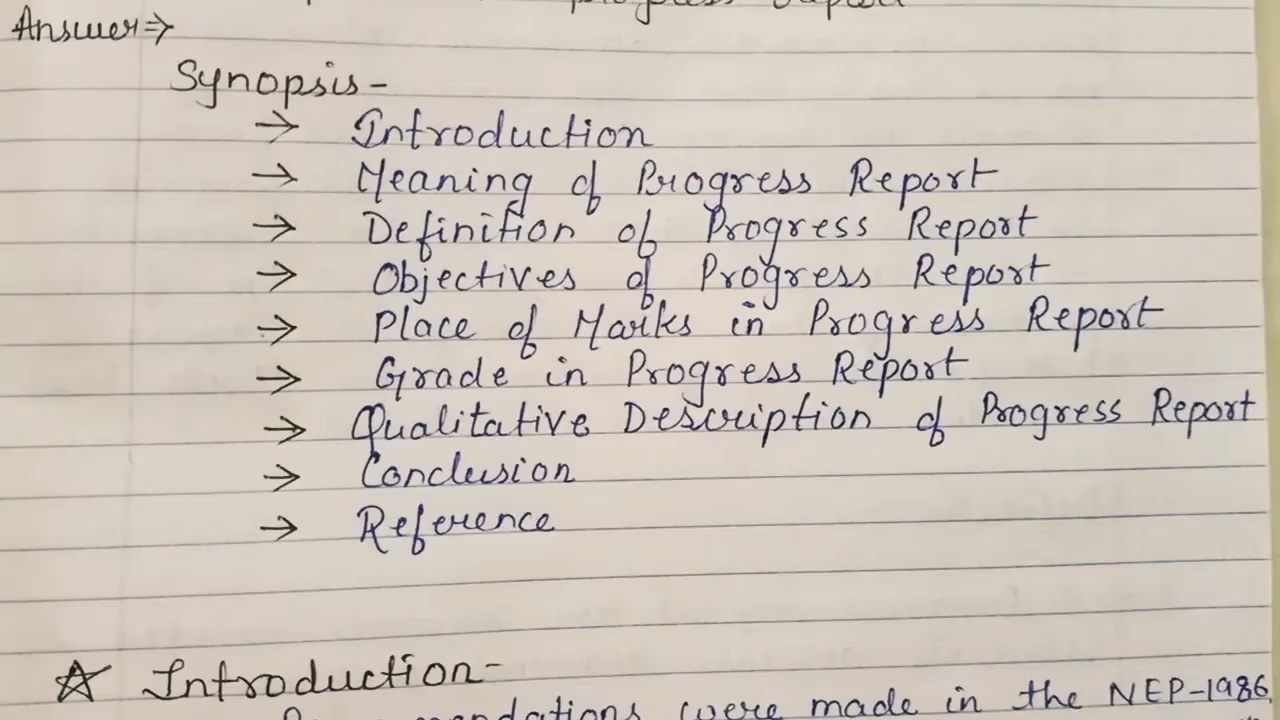 progress report
Answer⇒
Synopsis-
→ Introduction
→ Meaning of Progress Report
→ Definition of Progress Report
→ Objectives of Progress Report
→ Place of Marks in Progress Report
→ Grade in Progress Report
→ Qualitative Description of Progress Report
→ Conclusion
→ Reference
☆ Introduction-
were made in the NEP-1986